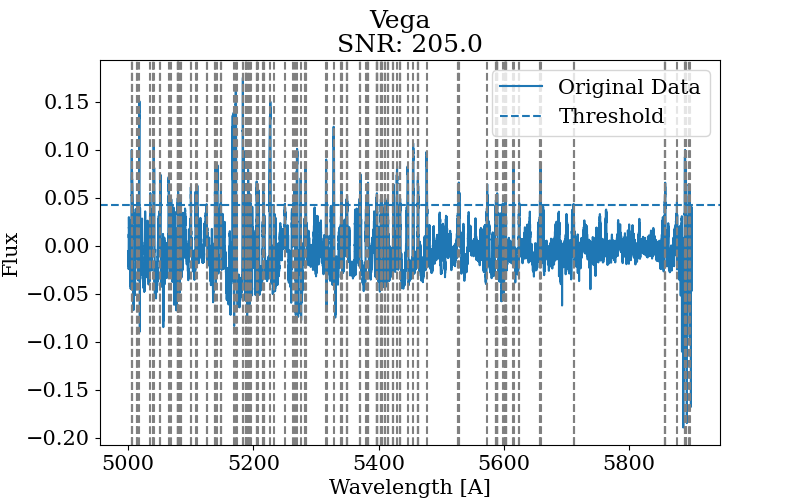 Vega
SNR: 205.0
Original Data
Threshold
0.15
0.10
0.05
0.00
−0.05
−0.10
−0.15
−0.20
Flux
5000
5200
5400
5600
5800
Wavelength [A]